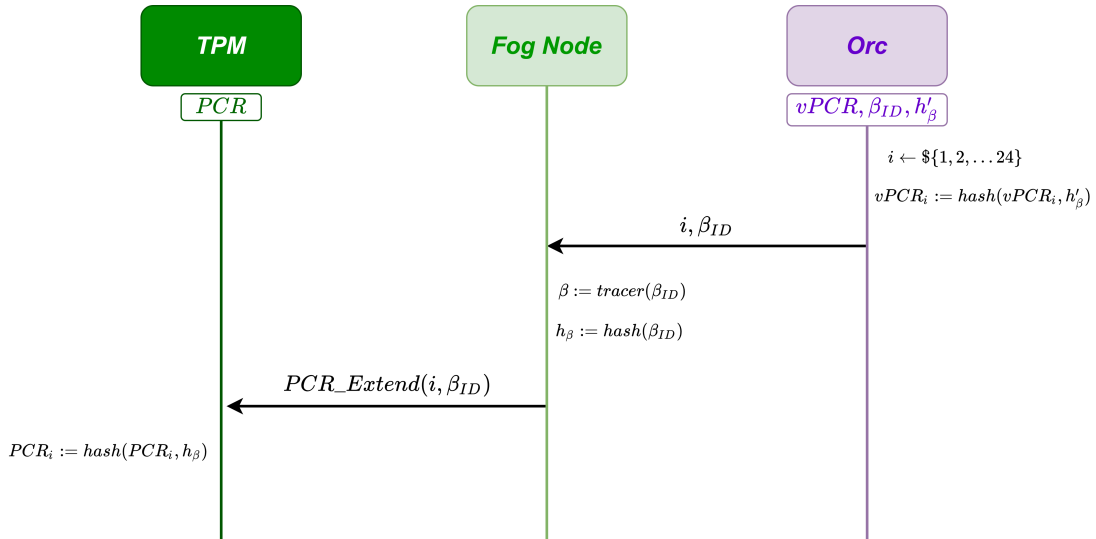 TPM
Fog Node
Orc
PCR
vPCR, β_ID, h′_β
i ← ${1, 2, … 24}
vPCR_i := hash(vPCR_i, h′_β)
i, β_ID
β := tracer(β_ID)
h_β := hash(β_ID)
PCR_Extend(i, β_ID)
PCR_i := hash(PCR_i, h_β)